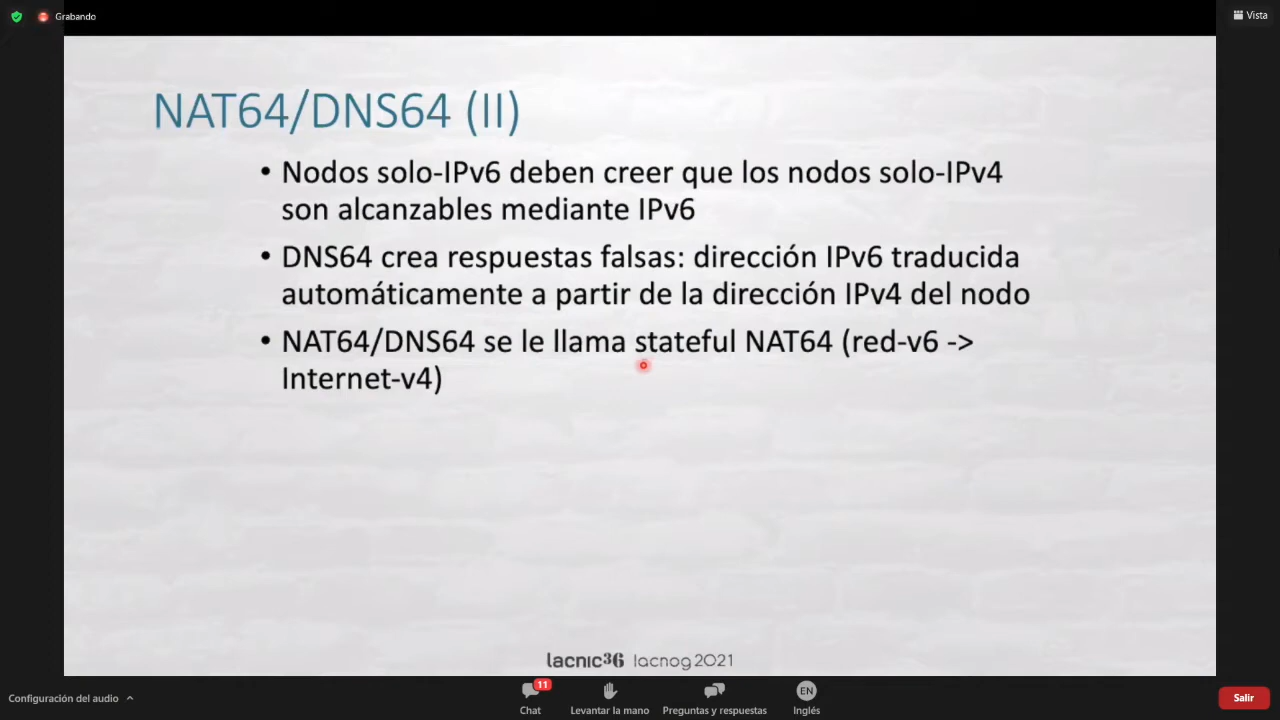 Grabando
Vista
NAT64/DNS64 (II)
• Nodos solo-IPv6 deben creer que los nodos solo-IPv4
son alcanzables mediante IPv6
• DNS64 crea respuestas falsas: dirección IPv6 traducida
automáticamente a partir de la dirección IPv4 del nodo
• NAT64/DNS64 se le llama stateful NAT64 (red-v6 ->
Internet-v4)
lacnic36 lacnog2021
Configuración del audio
11
Chat
Levantar la mano
Preguntas y respuestas
EN
Inglés
Salir